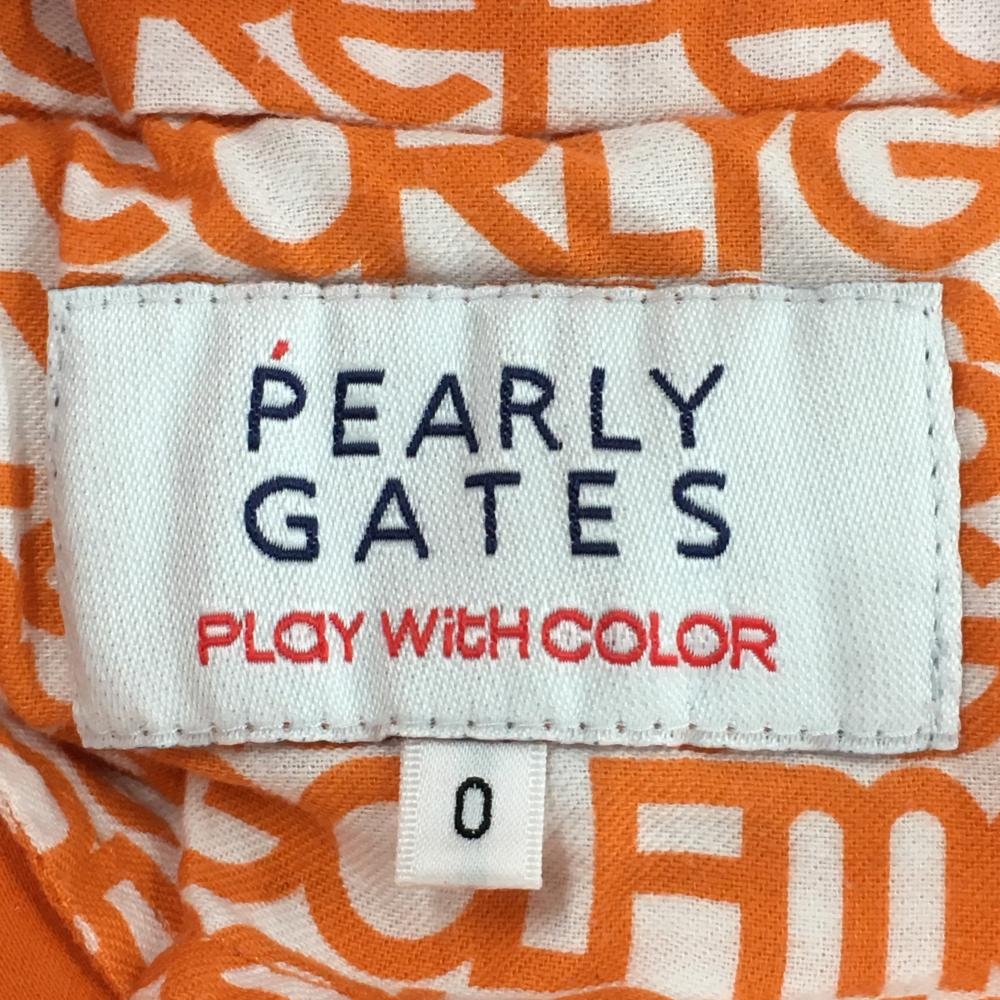 PEARLY
GATES
PLay WitH COLOR
0